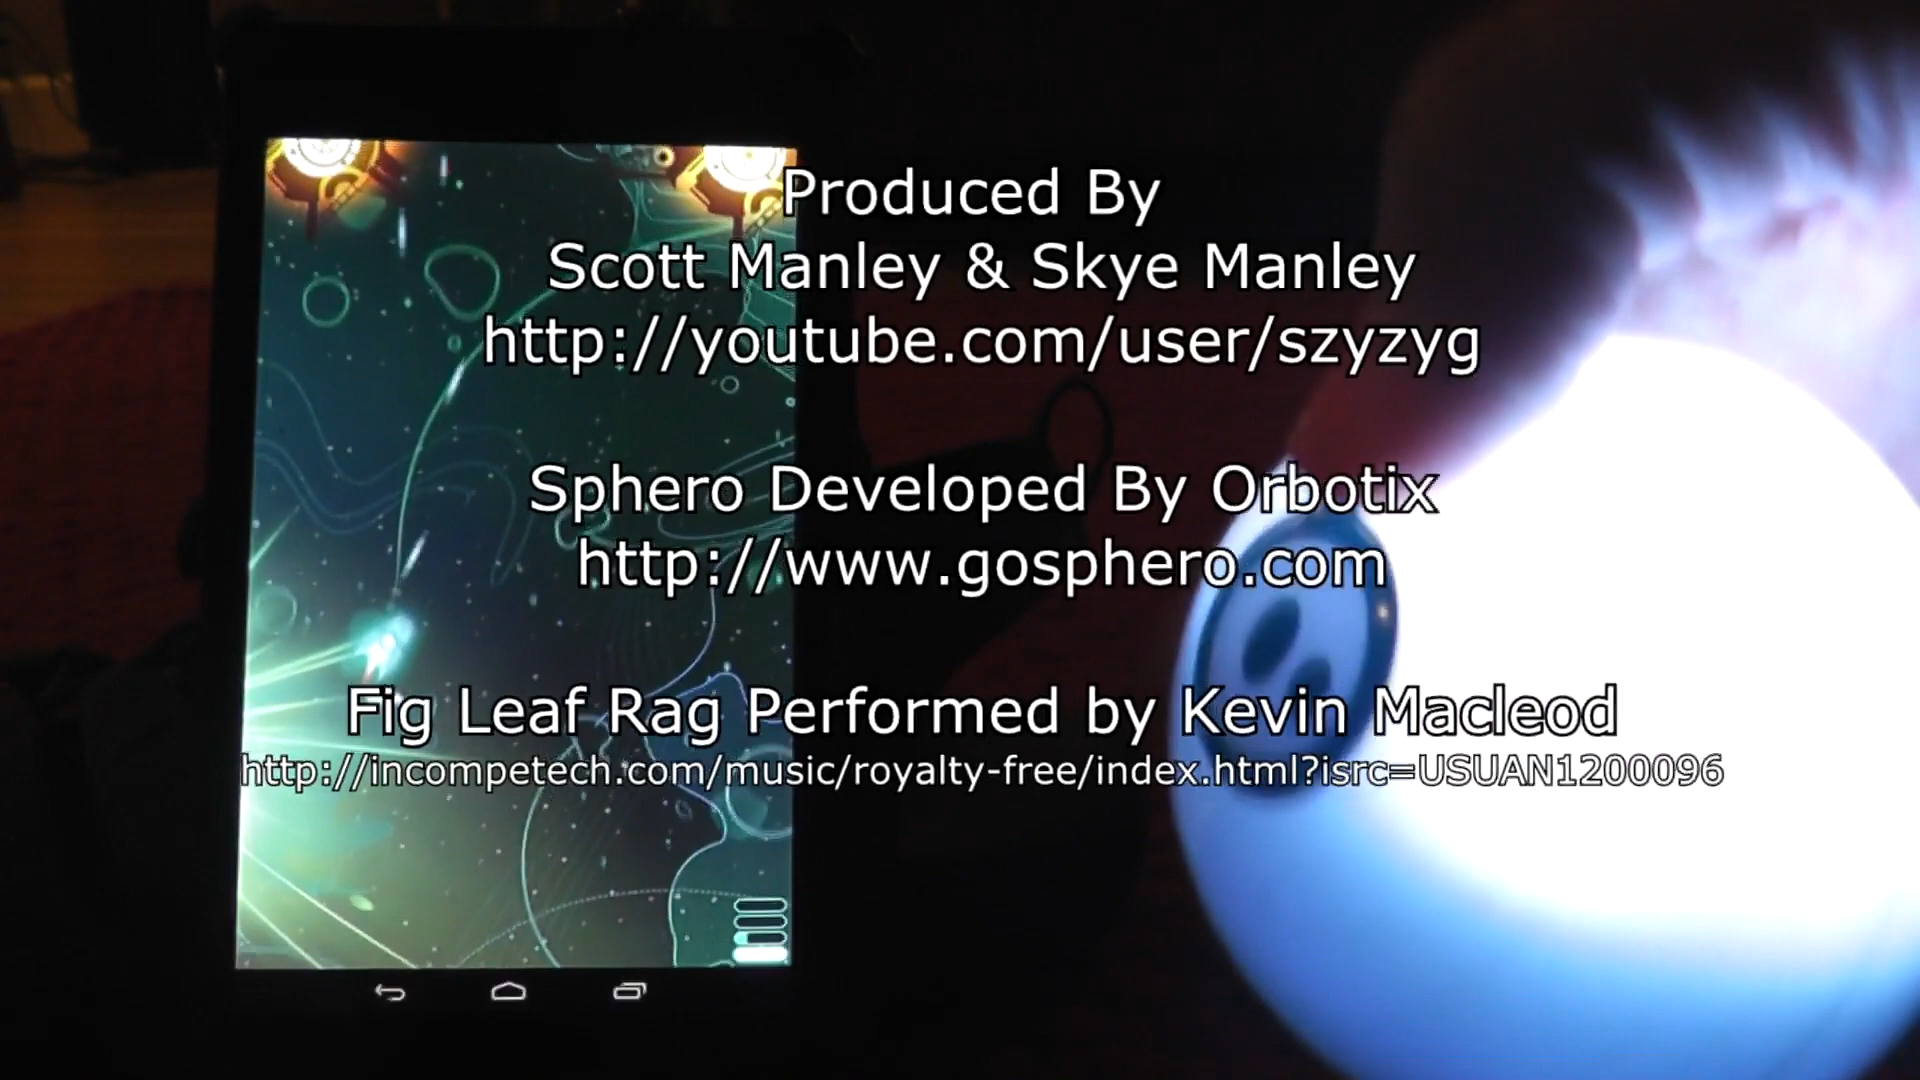 Produced By
Scott Manley & Skye Manley
http://youtube.com/user/szyzyg
Sphero Developed By Orbotix
http://www.gosphero.com
Fig Leaf Rag Performed by Kevin Macleod
http://incompetech.com/music/royalty-free/index.html?isrc=USUAN1200096